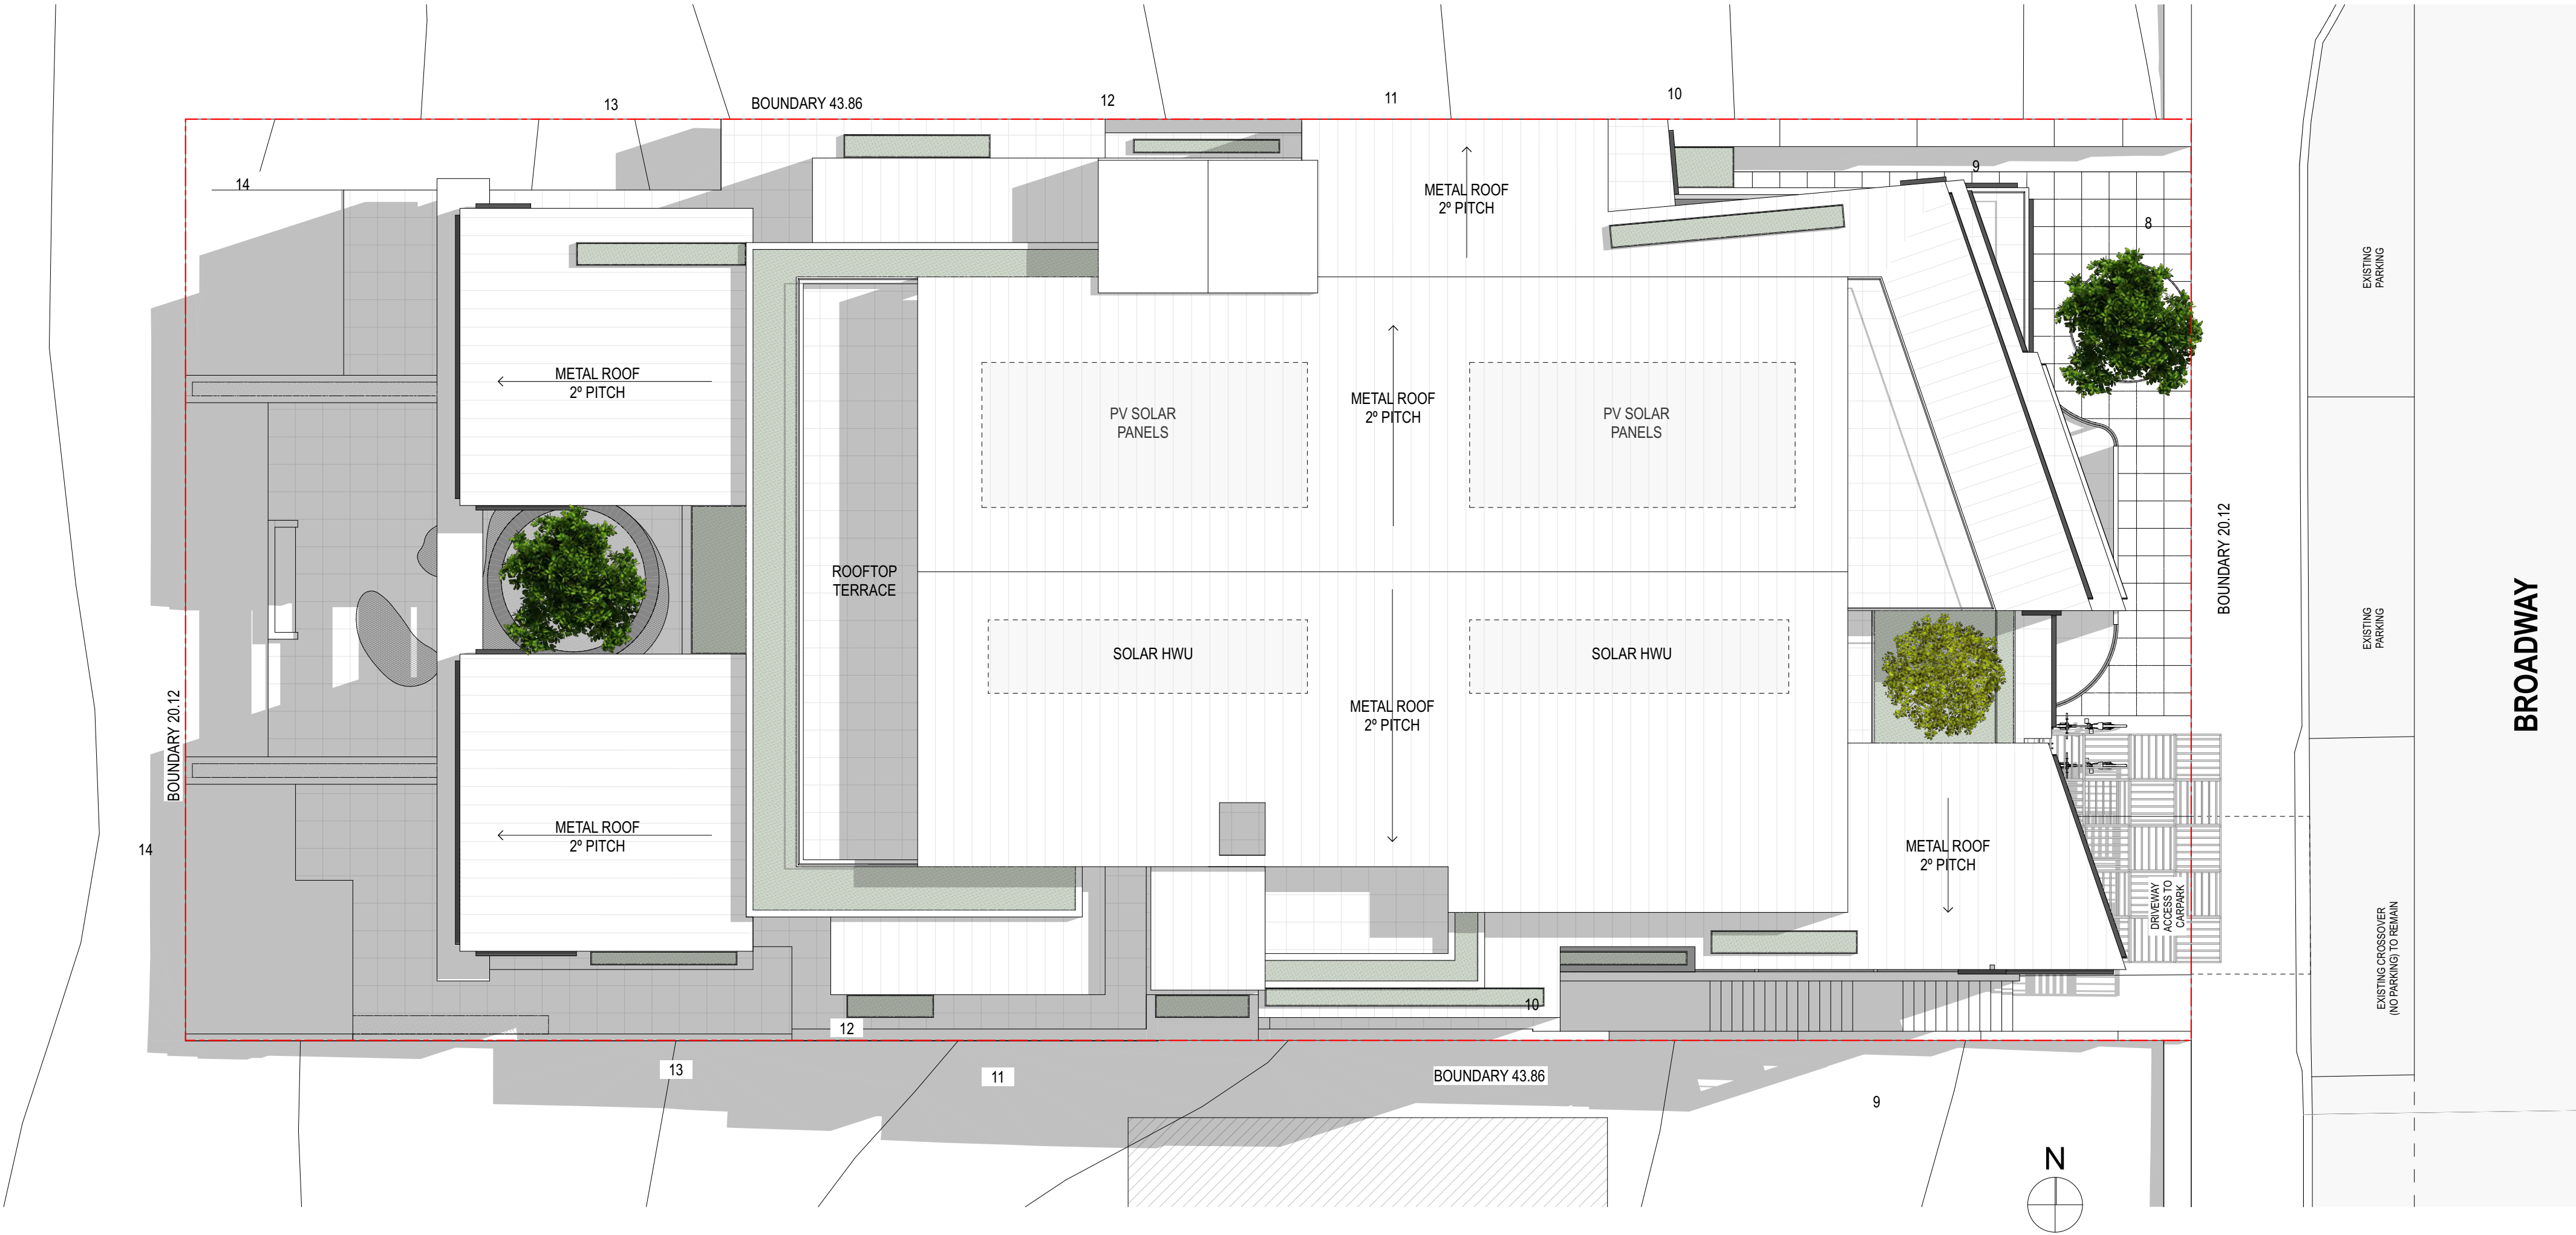 13
BOUNDARY 43.86
12
11
10
9
14
8
METAL ROOF
2º PITCH
EXISTING
PARKING
METAL ROOF
2º PITCH
PV SOLAR
PANELS
METAL ROOF
2º PITCH
PV SOLAR
PANELS
BOUNDARY 20.12
ROOFTOP
TERRACE
SOLAR HWU
SOLAR HWU
EXISTING
PARKING
BROADWAY
BOUNDARY 20.12
METAL ROOF
2º PITCH
METAL ROOF
2º PITCH
METAL ROOF
2º PITCH
14
DRIVEWAY
ACCESS TO
CARPARK
EXISTING CROSSOVER
(NO PARKING) TO REMAIN
10
12
13
11
BOUNDARY 43.86
9
N